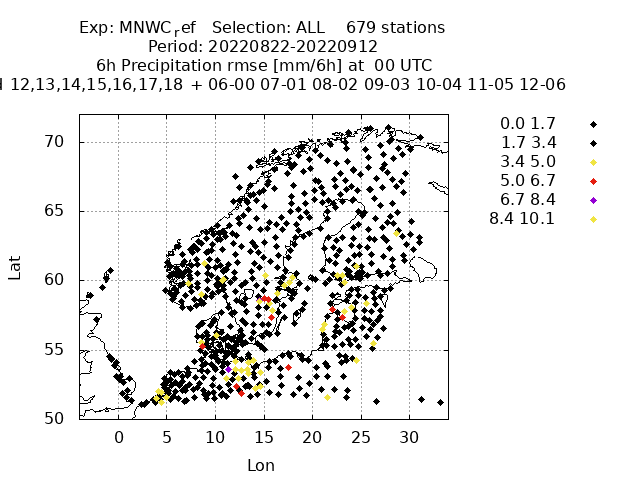 Exp: MNWC_ref Selection: ALL 679 stations
Period: 20220822-20220912
6h Precipitation rmse [mm/6h] at 00 UTC
12,13,14,15,16,17,18 + 06-00 07-01 08-02 09-03 10-04 11-05 12-06
0.0 1.7
1.7 3.4
3.4 5.0
5.0 6.7
6.7 8.4
8.4 10.1
70
65
60
55
50
Lat
0 5 10 15 20 25 30
Lon